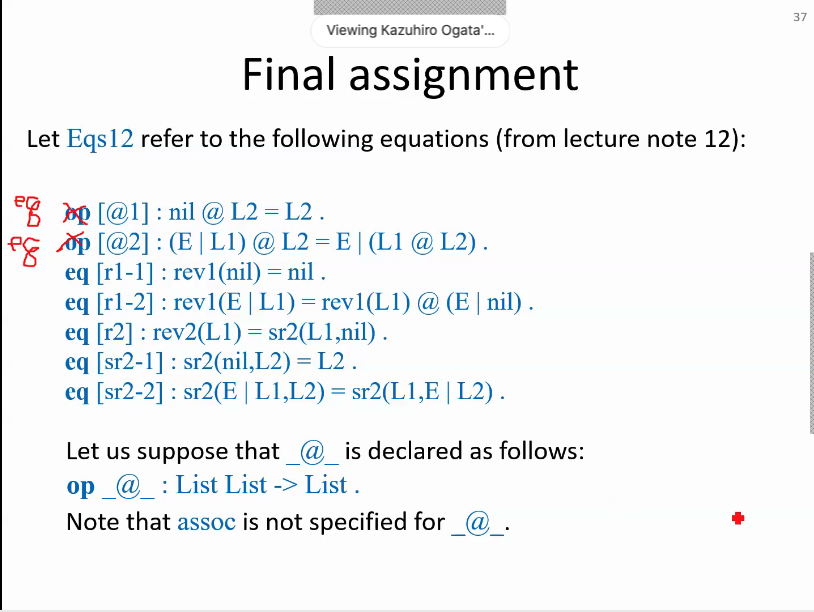 37
Viewing Kazuhiro Ogata'...
Final assignment
Let Eqs12 refer to the following equations (from lecture note 12):
eq op [@1] : nil @ L2 = L2 .
eq op [@2] : (E | L1) @ L2 = E | (L1 @ L2) .
eq [r1-1] : rev1(nil) = nil .
eq [r1-2] : rev1(E | L1) = rev1(L1) @ (E | nil) .
eq [r2] : rev2(L1) = sr2(L1,nil) .
eq [sr2-1] : sr2(nil,L2) = L2 .
eq [sr2-2] : sr2(E | L1,L2) = sr2(L1,E | L2) .
Let us suppose that _@_ is declared as follows:
op _@_ : List List -> List .
Note that assoc is not specified for _@_.